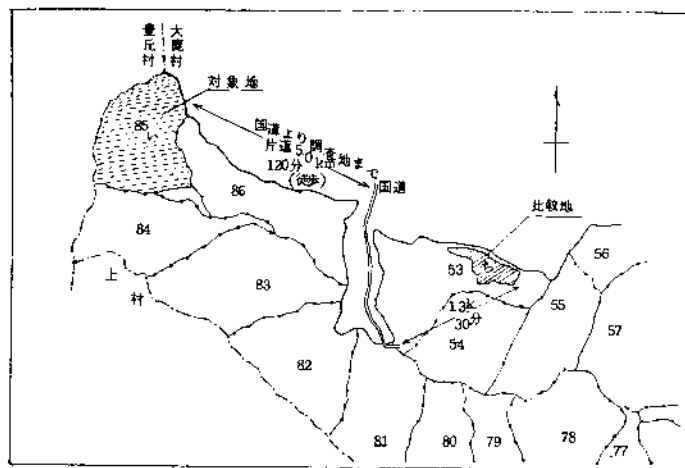 大鹿村
豊丘村
対象地
85
い
国道より調査地まで
片道5.0km
120分
(徒歩)
国道
比較地
86
84
83
上
村
82
53
1.3k
30分
54
55
56
57
81
80
79
78
77